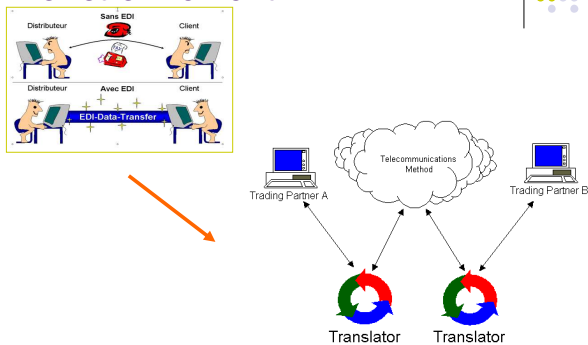 Sans EDI
Distributeur Client
Distributeur Avec EDI Client
EDI-Data-Transfer
Telecommunications
Method
Trading Partner A
Trading Partner B
Translator Translator